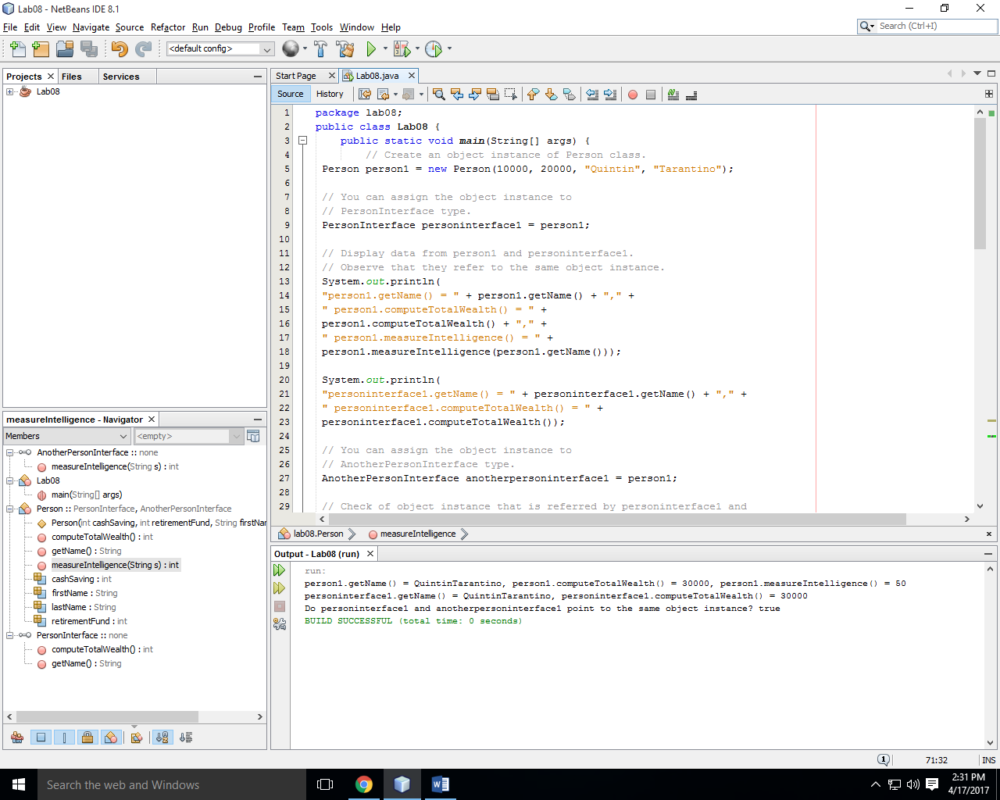 Lab08 - NetBeans IDE 8.1
File Edit View Navigate Source Refactor Run Debug Profile Team Tools Window Help
Search (Ctrl+I)
<default config>
Projects Files Services
Lab08
Start Page Lab08.java
Source History
1 package lab08;
2 public class Lab08 {
3 public static void main(String[] args) {
4 // Create an object instance of Person class.
5 Person person1 = new Person(10000, 20000, "Quintin", "Tarantino");
6
7 // You can assign the object instance to
8 // PersonInterface type.
9 PersonInterface personinterface1 = person1;
10
11 // Display data from person1 and personinterface1.
12 // Observe that they refer to the same object instance.
13 System.out.println(
14 "person1.getName() = " + person1.getName() + "," +
15 " person1.computeTotalWealth() = " +
16 person1.computeTotalWealth() + "," +
17 " person1.measureIntelligence() = " +
18 person1.measureIntelligence(person1.getName()));
19
20 System.out.println(
21 "personinterface1.getName() = " + personinterface1.getName() + "," +
22 " personinterface1.computeTotalWealth() = " +
23 personinterface1.computeTotalWealth());
24
25 // You can assign the object instance to
26 // AnotherPersonInterface type.
27 AnotherPersonInterface anotherpersoninterface1 = person1;
28
29 // Check of object instance that is referred by personinterface1 and
lab08.Person measureIntelligence
measureIntelligence - Navigator
Members <empty>
AnotherPersonInterface :: none
measureIntelligence(String s) : int
Lab08
main(String[] args)
Person :: PersonInterface, AnotherPersonInterface
Person(int cashSaving, int retirementFund, String firstNar
computeTotalWealth() : int
getName() : String
measureIntelligence(String s) : int
cashSaving : int
firstName : String
lastName : String
retirementFund : int
PersonInterface :: none
computeTotalWealth() : int
getName() : String
Output - Lab08 (run)
run:
person1.getName() = QuintinTarantino, person1.computeTotalWealth() = 30000, person1.measureIntelligence() = 50
personinterface1.getName() = QuintinTarantino, personinterface1.computeTotalWealth() = 30000
Do personinterface1 and anotherpersoninterface1 point to the same object instance? true
BUILD SUCCESSFUL (total time: 0 seconds)
1 71:32 INS
Search the web and Windows
2:31 PM
4/17/2017